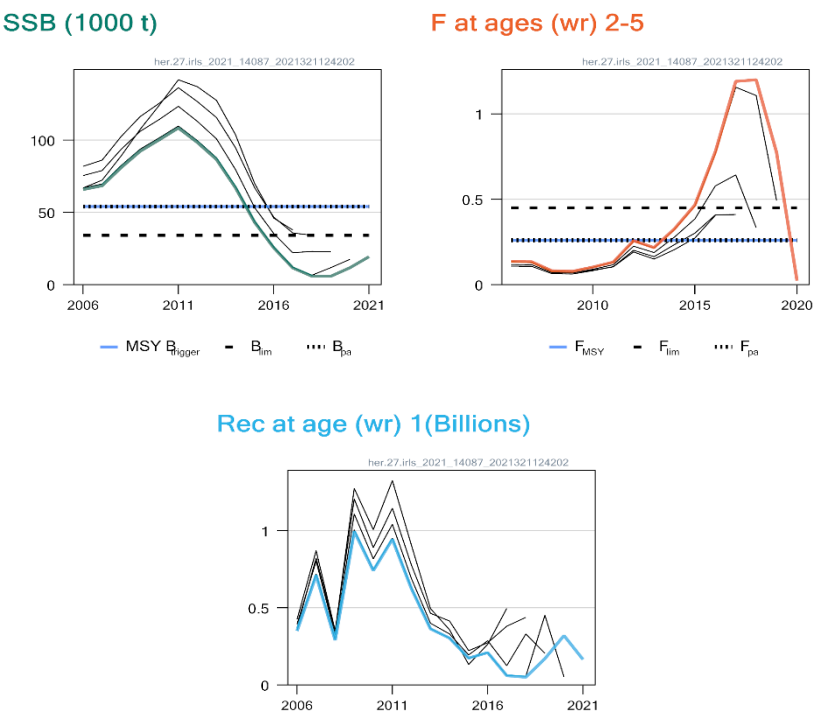 SSB (1000 t)
F at ages (wr) 2-5
her.27.irls_2021_14087_2021321124202
her.27.irls_2021_14087_2021321124202
100
50
0
2006 2011 2016 2021
1
0.5
0
2010 2015 2020
MSY Btrigger Blim Bpa
FMSY Flim Fpa
Rec at age (wr) 1(Billions)
her.27.irls_2021_14087_2021321124202
1
0.5
0
2006 2011 2016 2021